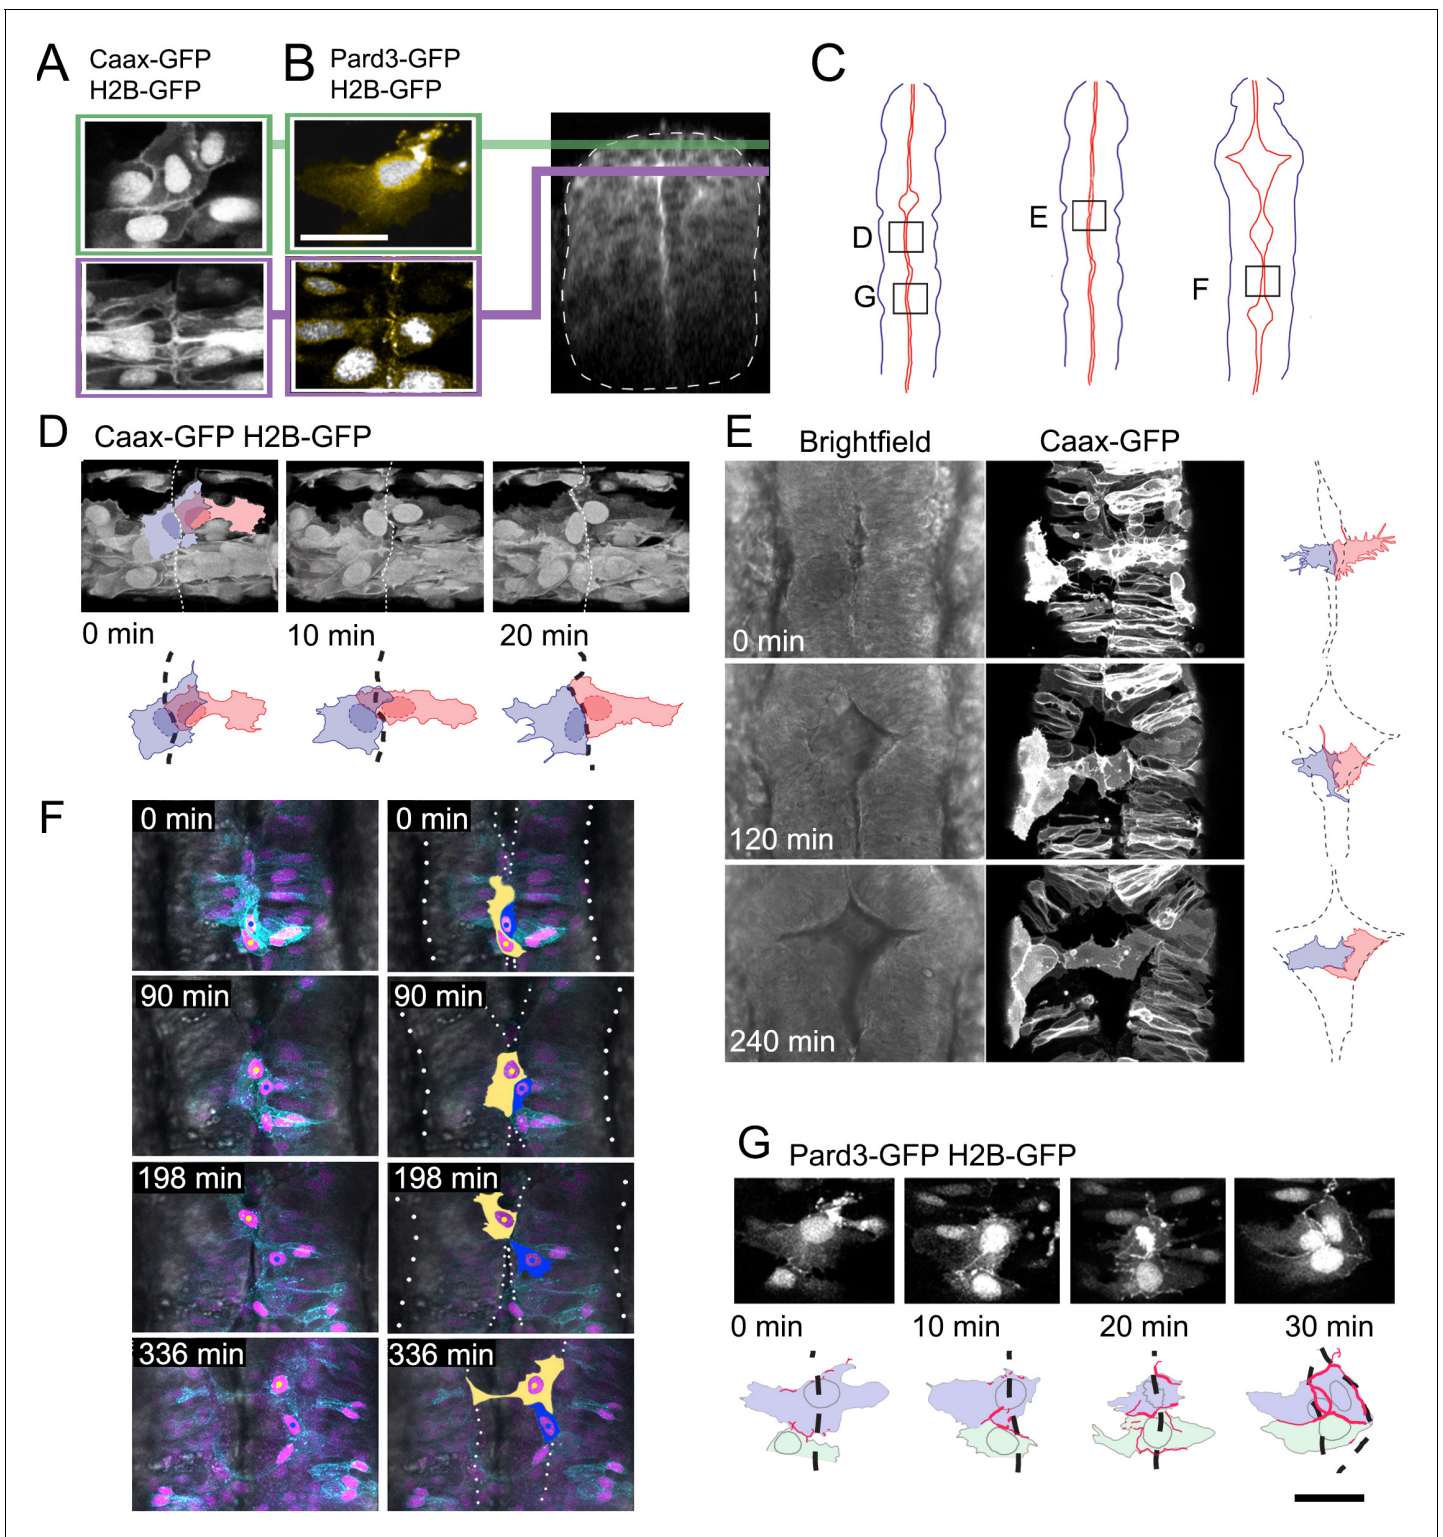 A
Caax-GFP
H2B-GFP
B
Pard3-GFP
H2B-GFP
C
D
G
E
F
D
Caax-GFP H2B-GFP
0 min
10 min
20 min
E
Brightfield
Caax-GFP
0 min
120 min
240 min
F
0 min
0 min
90 min
90 min
198 min
198 min
336 min
336 min
G
Pard3-GFP H2B-GFP
0 min
10 min
20 min
30 min